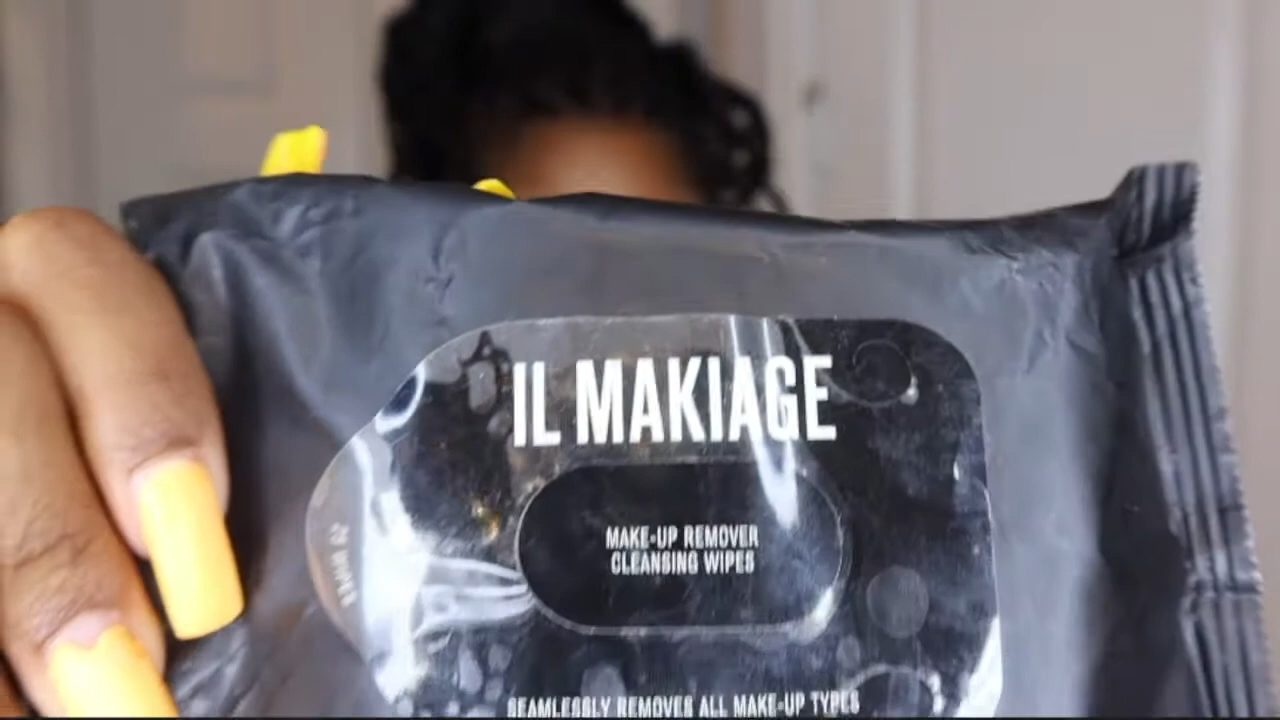 IL MAKIAGE
MAKE-UP REMOVER
CLEANSING WIPES
SEAMLESSLY REMOVES ALL MAKE-UP TYPES